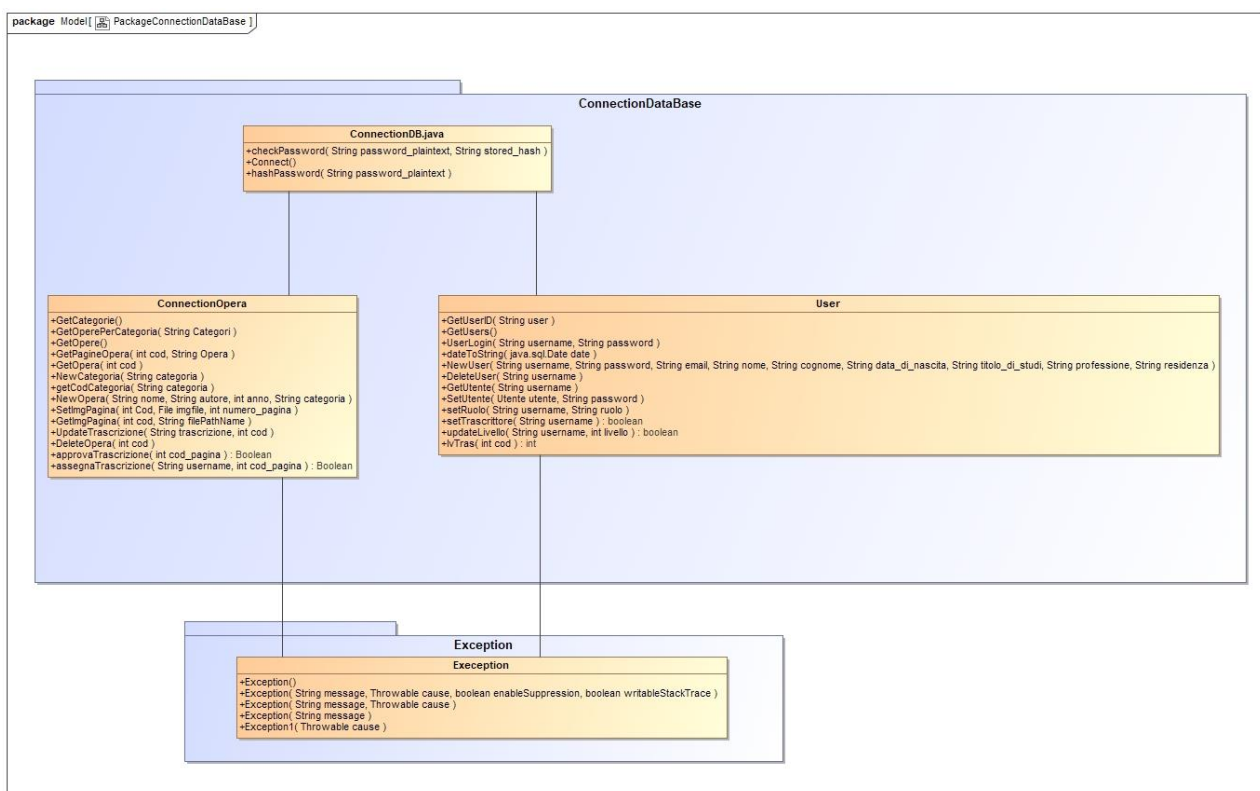 package Model[ PackageConnectionDataBase ]
ConnectionDataBase
ConnectionDB.java
+checkPassword( String password_plaintext, String stored_hash )
+Connect()
+hashPassword( String password_plaintext )
ConnectionOpera
+GetCategorie()
+GetOperePerCategoria( String Categori )
+GetOpere()
+GetPagineOpera( int cod, String Opera )
+GetOpera( int cod )
+NewCategoria( String categoria )
+getCodCategoria( String categoria )
+NewOpera( String nome, String autore, int anno, String categoria )
+SetImgPagina( int Cod, File imgfile, int numero_pagina )
+GetImgPagina( int cod, String filePathName )
+UpdateTrascrizione( String trascrizione, int cod )
+DeleteOpera( int cod )
+approvaTrascrizione( int cod_pagina ) : Boolean
+assegnaTrascrizione( String username, int cod_pagina ) : Boolean
User
+GetUserID( String user )
+GetUsers()
+UserLogin( String username, String password )
+dateToString( java.sql.Date date )
+NewUser( String username, String password, String email, String nome, String cognome, String data_di_nascita, String titolo_di_studi, String professione, String residenza )
+DeleteUser( String username )
+GetUtente( String username )
+SetUtente( Utente utente, String password )
+setRuolo( String username, String ruolo )
+setTrascrittore( String username ) : boolean
+updateLivello( String username, int livello ) : boolean
+lvTras( int cod ) : int
Exception
Exeception
+Exception()
+Exception( String message, Throwable cause, boolean enableSuppression, boolean writableStackTrace )
+Exception( String message, Throwable cause )
+Exception( String message )
+Exception1( Throwable cause )